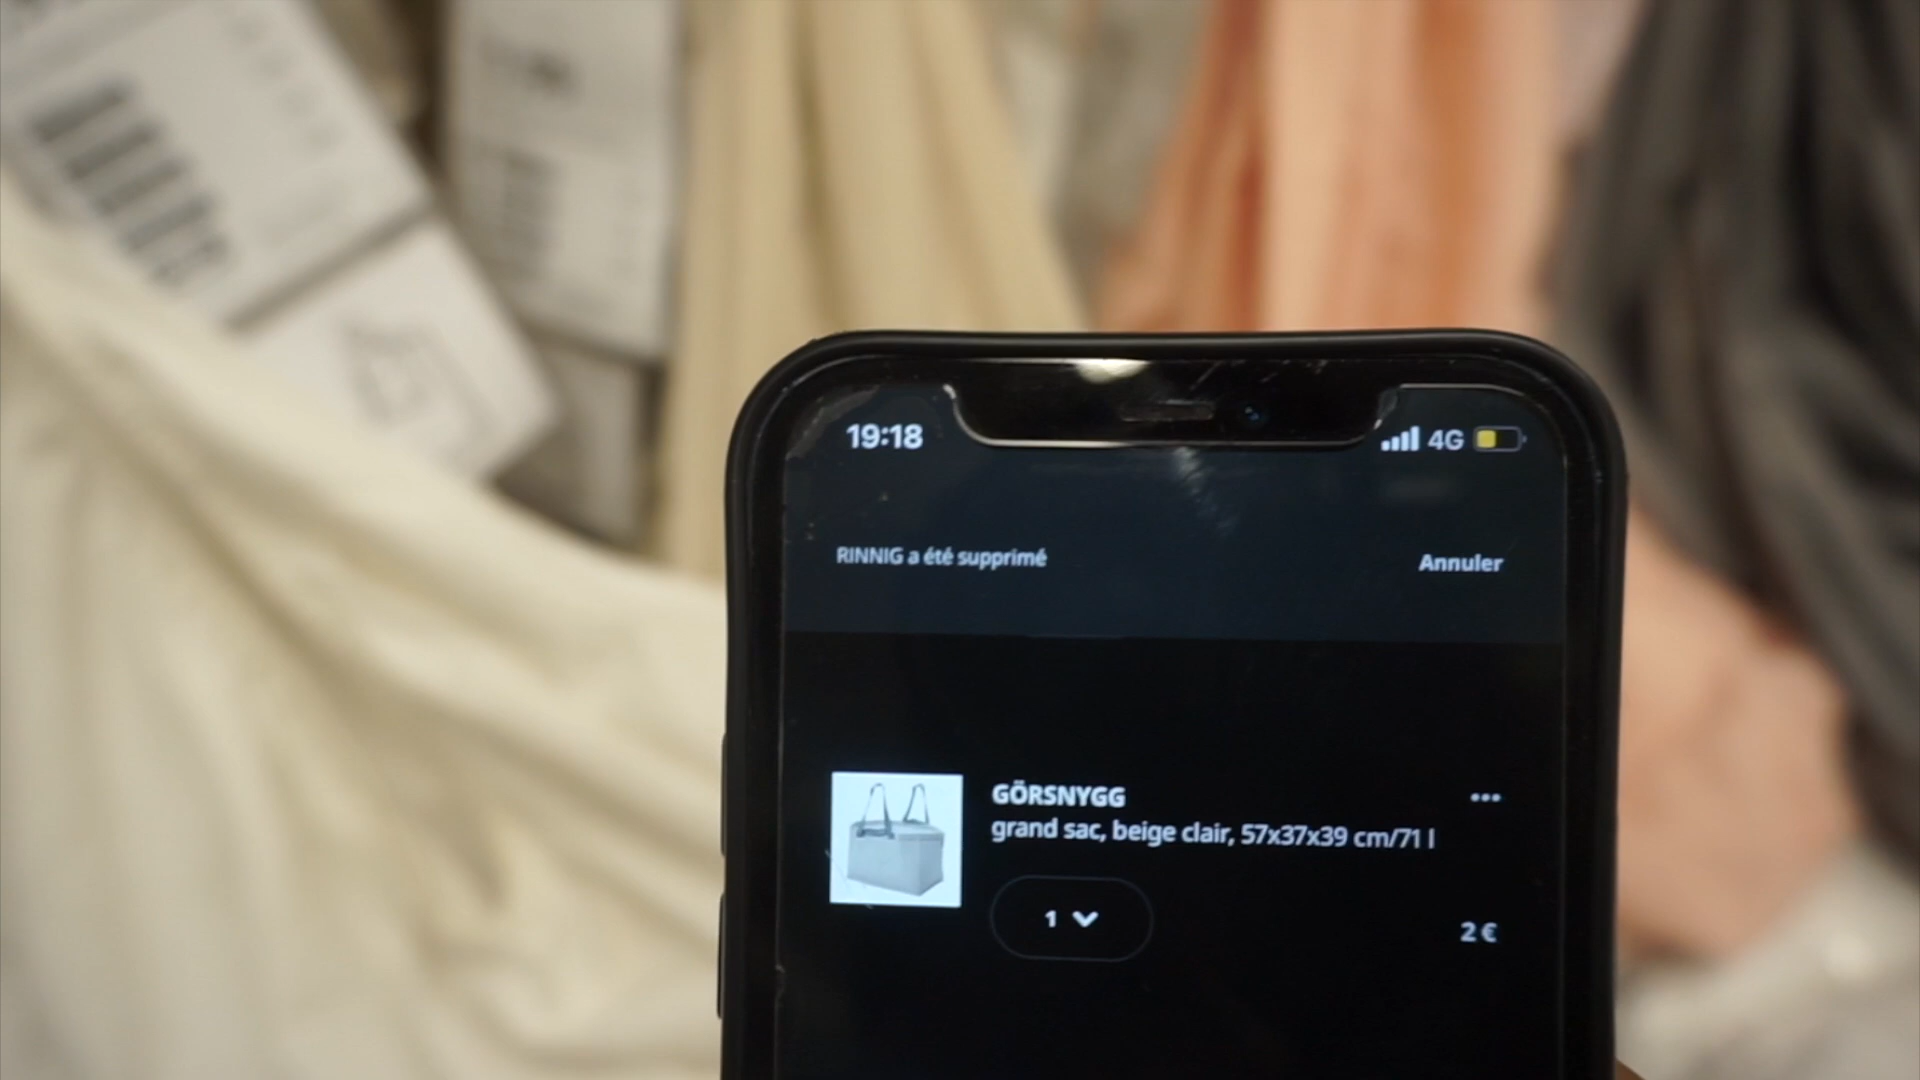 19:18
4G
RINNIG a été supprimé
Annuler
GÖRSNYGG
grand sac, beige clair, 57x37x39 cm/71 l
1
2 €